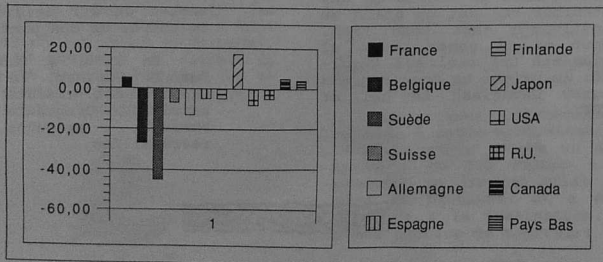 20,00
0,00
-20,00
-40,00
-60,00
1
France
Finlande
Belgique
Japon
Suède
USA
Suisse
R.U.
Allemagne
Canada
Espagne
Pays Bas